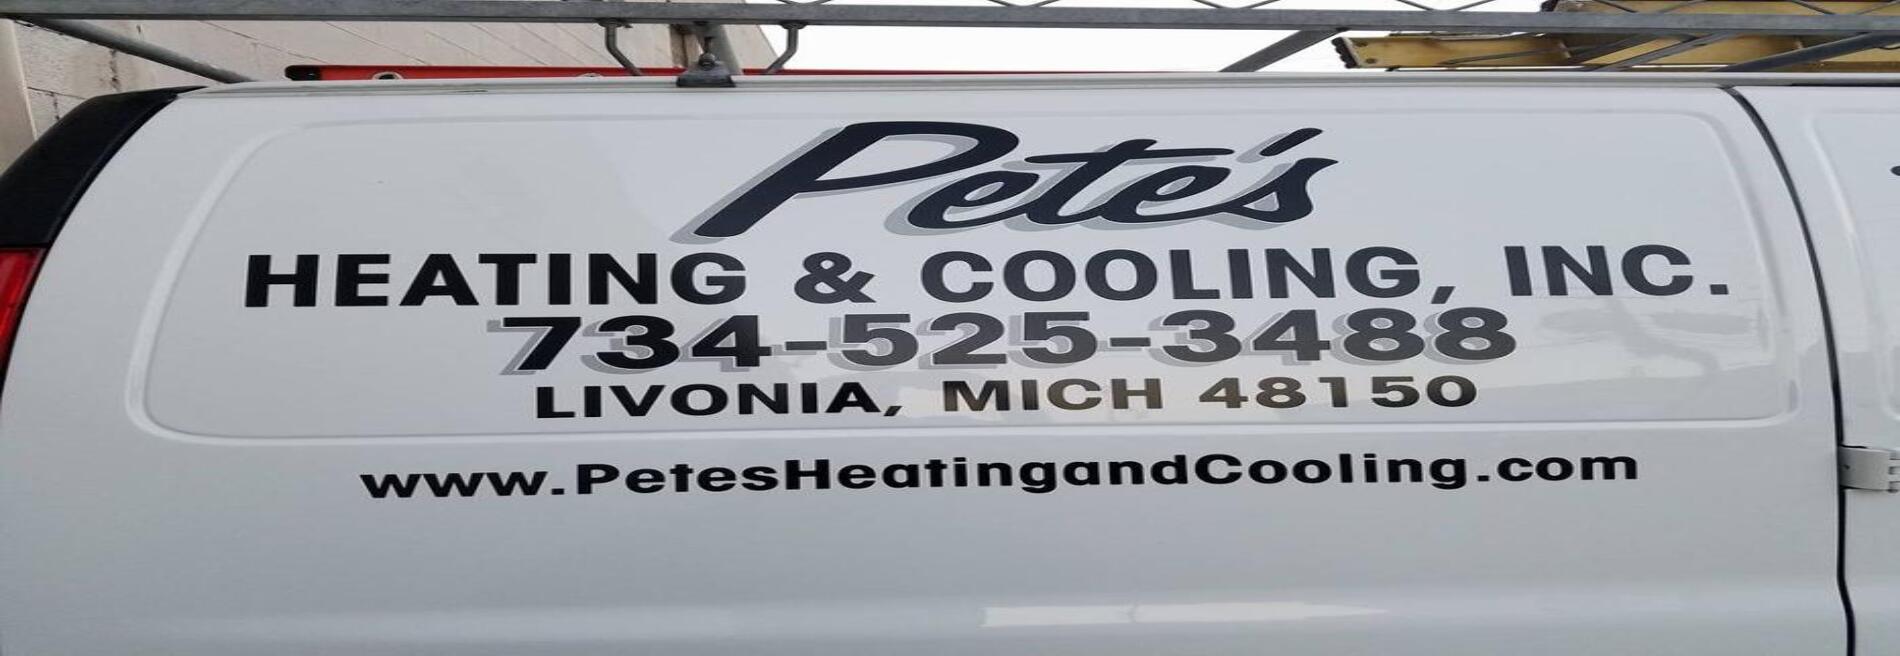 Pete's
HEATING & COOLING, INC.
734-525-3488
LIVONIA, MICH 48150
www.PetesHeatingandCooling.com